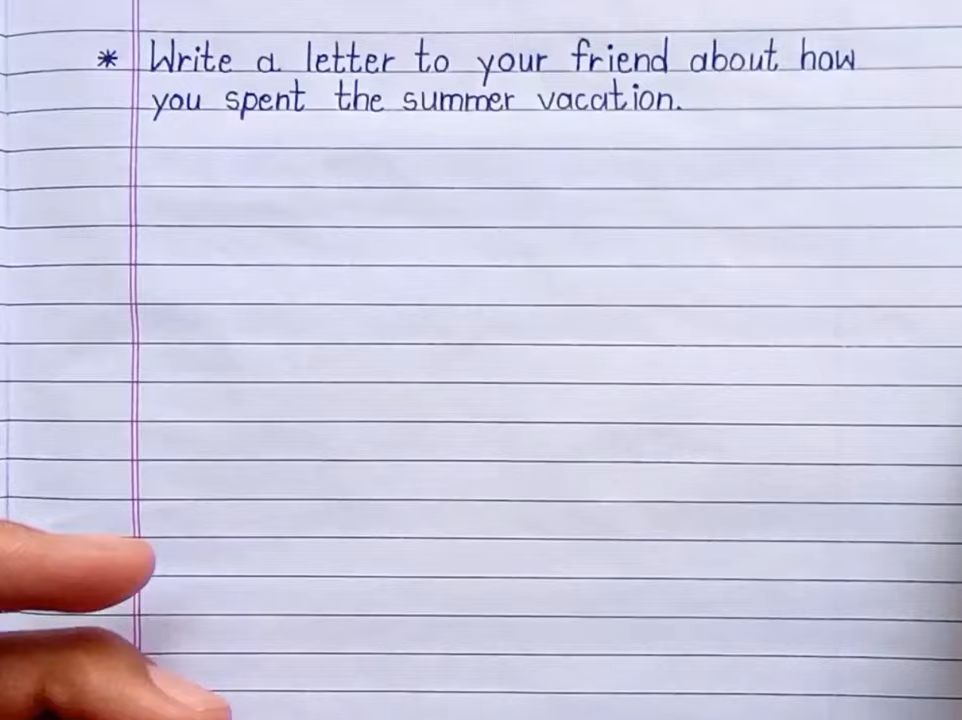 * Write a letter to your friend about how
you spent the summer vacation.